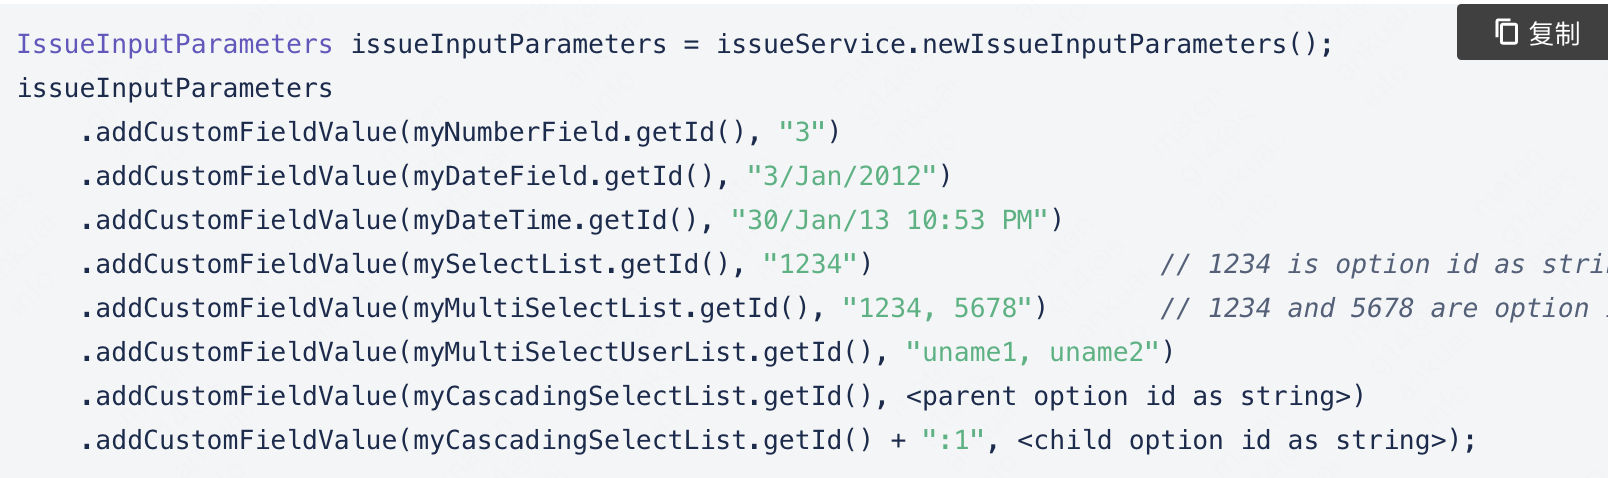 IssueInputParameters issueInputParameters = issueService.newIssueInputParameters();
复制
issueInputParameters
.addCustomFieldValue(myNumberField.getId(), "3")
.addCustomFieldValue(myDateField.getId(), "3/Jan/2012")
.addCustomFieldValue(myDateTime.getId(), "30/Jan/13 10:53 PM")
.addCustomFieldValue(mySelectList.getId(), "1234") // 1234 is option id as
.addCustomFieldValue(myMultiSelectList.getId(), "1234, 5678") // 1234 and 5678 are option
.addCustomFieldValue(myMultiSelectUserList.getId(), "uname1, uname2")
.addCustomFieldValue(myCascadingSelectList.getId(), <parent option id as string>)
.addCustomFieldValue(myCascadingSelectList.getId() + ":1", <child option id as string>);